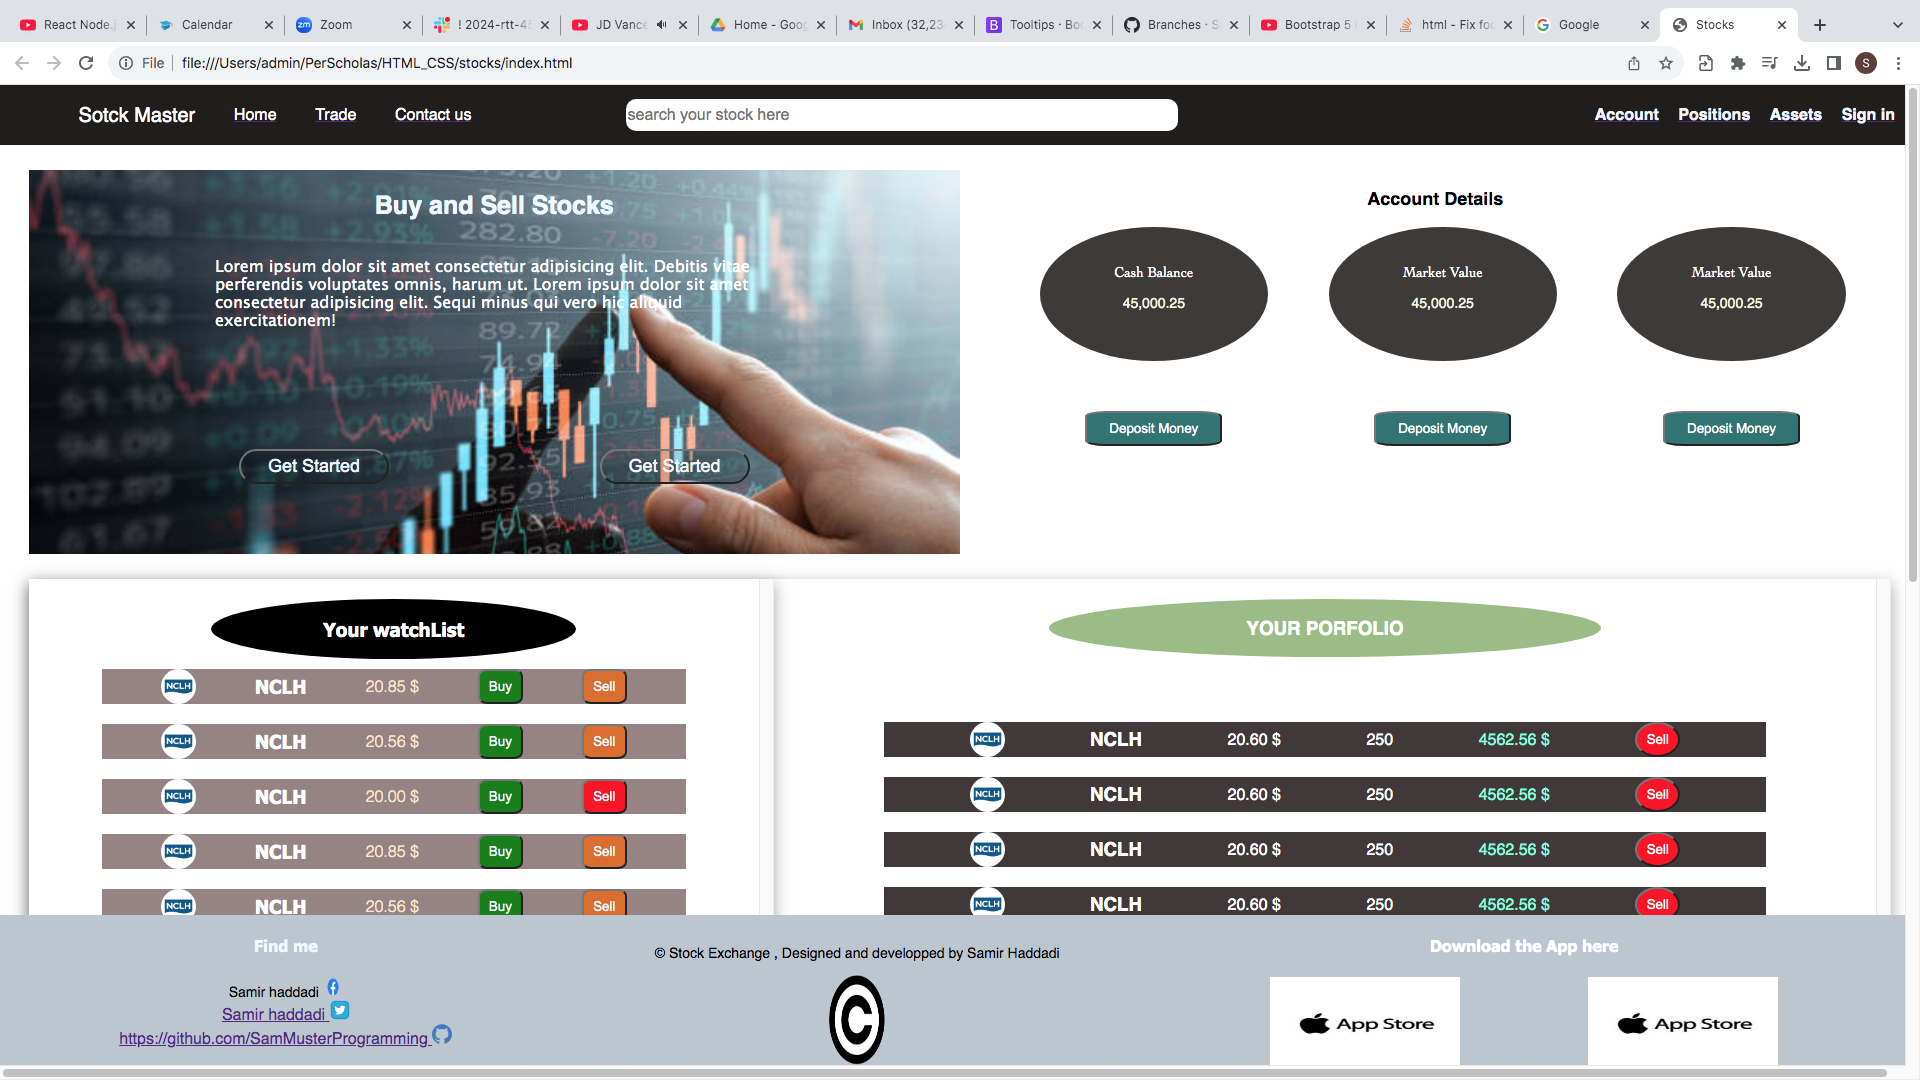 React Node.j
Calendar
Zoom
! 2024-rtt-4
JD Vance
Home - Goog
Inbox (32,23
Tooltips · Boo
Branches · S
Bootstrap 5
html - Fix foo
Google
Stocks
File
file:///Users/admin/PerScholas/HTML_CSS/stocks/index.html
S
Sotck Master
Home
Trade
Contact us
search your stock here
Account
Positions
Assets
Sign in
Buy and Sell Stocks
Lorem ipsum dolor sit amet consectetur adipisicing elit. Debitis vitae
perferendis voluptates omnis, harum ut. Lorem ipsum dolor sit amet
consectetur adipisicing elit. Sequi minus qui vero hic aliquid
exercitationem!
Get Started
Get Started
Account Details
Cash Balance
45,000.25
Market Value
45,000.25
Market Value
45,000.25
Deposit Money
Deposit Money
Deposit Money
Your watchList
NCLH NCLH 20.85 $ Buy Sell
NCLH NCLH 20.56 $ Buy Sell
NCLH NCLH 20.00 $ Buy Sell
NCLH NCLH 20.85 $ Buy Sell
NCLH NCLH 20.56 $ Buy Sell
YOUR PORFOLIO
NCLH NCLH 20.60 $ 250 4562.56 $ Sell
NCLH NCLH 20.60 $ 250 4562.56 $ Sell
NCLH NCLH 20.60 $ 250 4562.56 $ Sell
NCLH NCLH 20.60 $ 250 4562.56 $ Sell
Find me
Samir haddadi
Samir haddadi
https://github.com/SamMusterProgramming
© Stock Exchange , Designed and developped by Samir Haddadi
©
Download the App here
App Store
App Store